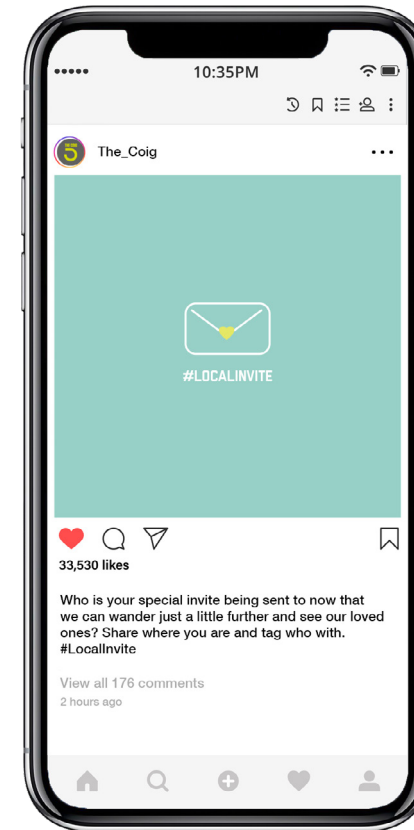 10:35PM
The_Coig
#LOCALINVITE
33,530 likes
Who is your special invite being sent to now that
we can wander just a little further and see our loved
ones? Share where you are and tag who with.
#LocalInvite
View all 176 comments
2 hours ago